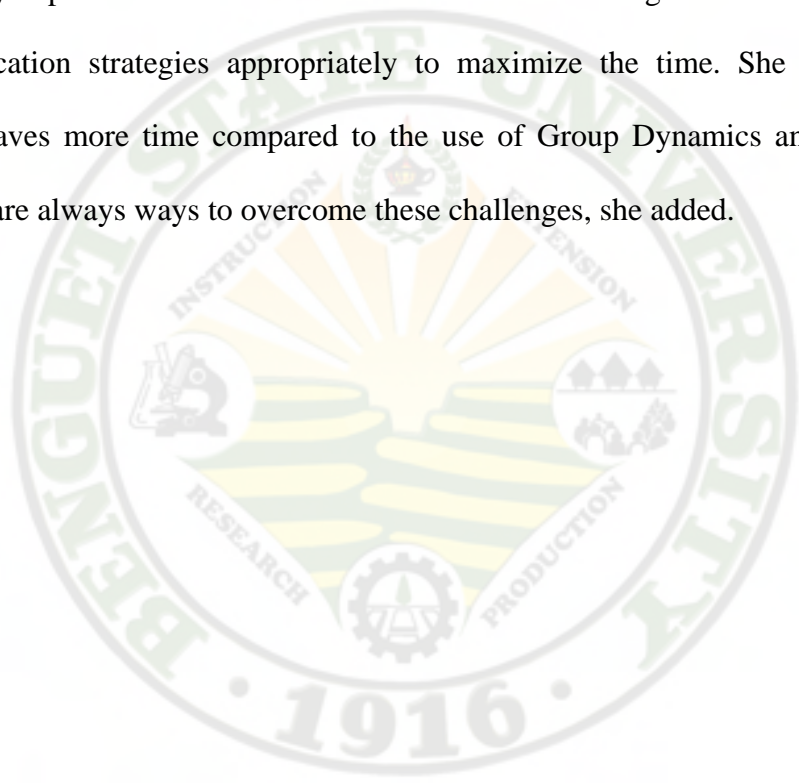 cation strategies appropriately to maximize the time. She
aves more time compared to the use of Group Dynamics an
are always ways to overcome these challenges, she added.
BENGUET STATE UNIVERSITY
INSTRUCTION
EXTENSION
RESEARCH
PRODUCTION
1916